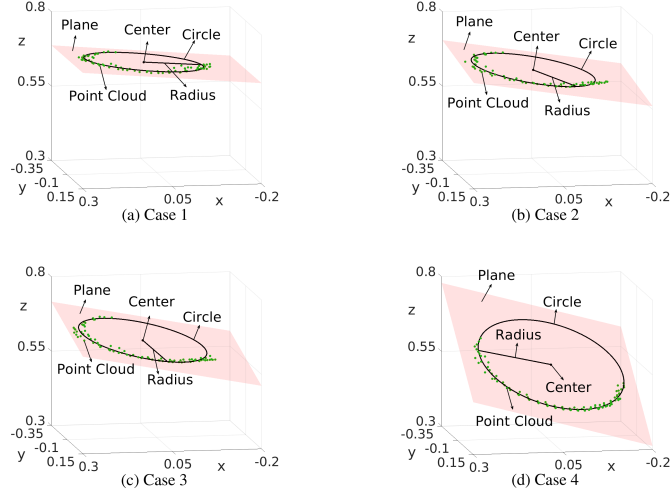 0.8
Plane
Center
Circle
z
0.55
Point Cloud
Radius
0.3
-0.35
y
-0.1
0.15
0.3
0.05
x
-0.2
(a) Case 1
0.8
Plane
Center
Circle
z
0.55
Point CLoud
Radius
0.3
-0.35
y
-0.1
0.15
0.3
0.05
x
-0.2
(b) Case 2
0.8
Plane
Center
Circle
z
0.55
Point Cloud
Radius
0.3
-0.35
y
-0.1
0.15
0.3
0.05
x
-0.2
(c) Case 3
0.8
Plane
Circle
z
Radius
0.55
Center
Point Cloud
0.3
-0.35
y
-0.1
0.15
0.3
0.05
x
-0.2
(d) Case 4